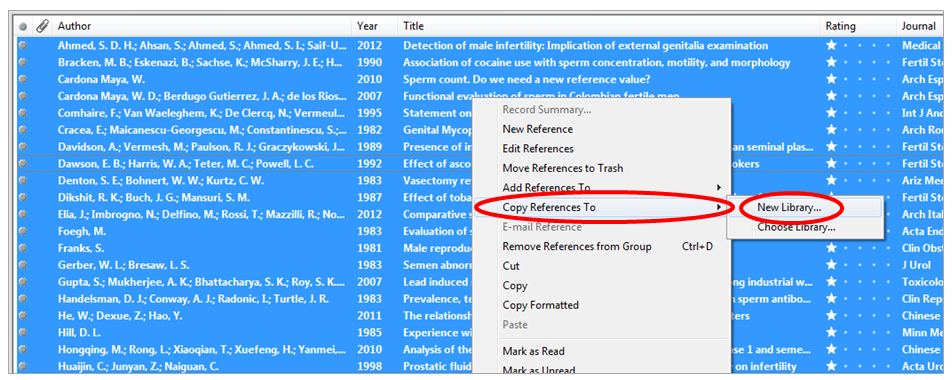 Author Year Title Rating Journal
Ahmed, S. D. H.; Ahsan, S.; Ahmed, S.; Ahmed, S. I.; Saif-U... 2012 Detection of male infertility: Implication of external genitalia examination Medical
Bracken, M. B.; Eskenazi, B.; Sachse, K.; McSharry, J. E.; H... 1990 Association of cocaine use with sperm concentration, motility, and morphology Fertil Ste
Cardona Maya, W. 2010 Sperm count. Do we need a new reference value? Arch Esp
Cardona Maya, W. D.; Berdugo Gutierrez, J. A.; de los Rios... 2007 Functional evaluation of sperm in Colombian fertile men Arch Esp
Comhaire, F.; Van Waeleghem, K.; De Clercq, N.; Vermeul... 1995 Statement on Int J And
Cracea, E.; Maicanescu-Georgescu, M.; Constantinescu, S.; ... 1982 Genital Mycop Arch Rou
Davidson, A.; Vermesh, M.; Paulson, R. J.; Graczykowski, J... 1989 Presence of in an seminal plas... Fertil Ste
Dawson, E. B.; Harris, W. A.; Teter, M. C.; Powell, L. C. 1992 Effect of asco okers Fertil Ste
Denton, S. E.; Bohnert, W. W.; Kurtz, C. W. 1983 Vasectomy re Ariz Med
Dikshit, R. K.; Buch, J. G.; Mansuri, S. M. 1987 Effect of toba Fertil Ste
Elia, J.; Imbrogno, N.; Delfino, M.; Rossi, T.; Mazzilli, R.; No... 2012 Comparative s Arch Ital
Foegh, M. 1983 Evaluation of s Acta End
Franks, S. 1981 Male reprodu Clin Obst
Gerber, W. L.; Bresaw, L. S. 1983 Semen abnorr J Urol
Gupta, S.; Mukherjee, A. K.; Bhattacharya, S.; Roy, S. K.... 2007 Lead induced s ng industrial w... Toxicolo
Handelsman, D. J.; Conway, A. J.; Radonic, I.; Turtle, J. R. 1983 Prevalence, te n sperm antibo... Clin Rep
He, W.; Dexue, Z.; Hao, Y. 2011 The relationsh ters Chinese
Hill, D. L. 1985 Experience wi Minn Me
Hongqing, M.; Rong, L.; Xiaoqian, T.; Xuefeng, H.; Yanmei,... 2010 Analysis of the se 1 and seme... Chinese
Huaijin, C.; Junyan, Z.; Naiguan, C. 1998 Prostatic fluid on infertility Acta Uro
Record Summary...
New Reference
Edit References
Move References to Trash
Add References To
Copy References To
New Library...
Choose Library...
E-mail Reference
Remove References from Group Ctrl+D
Cut
Copy
Copy Formatted
Paste
Mark as Read
Mark as Unread